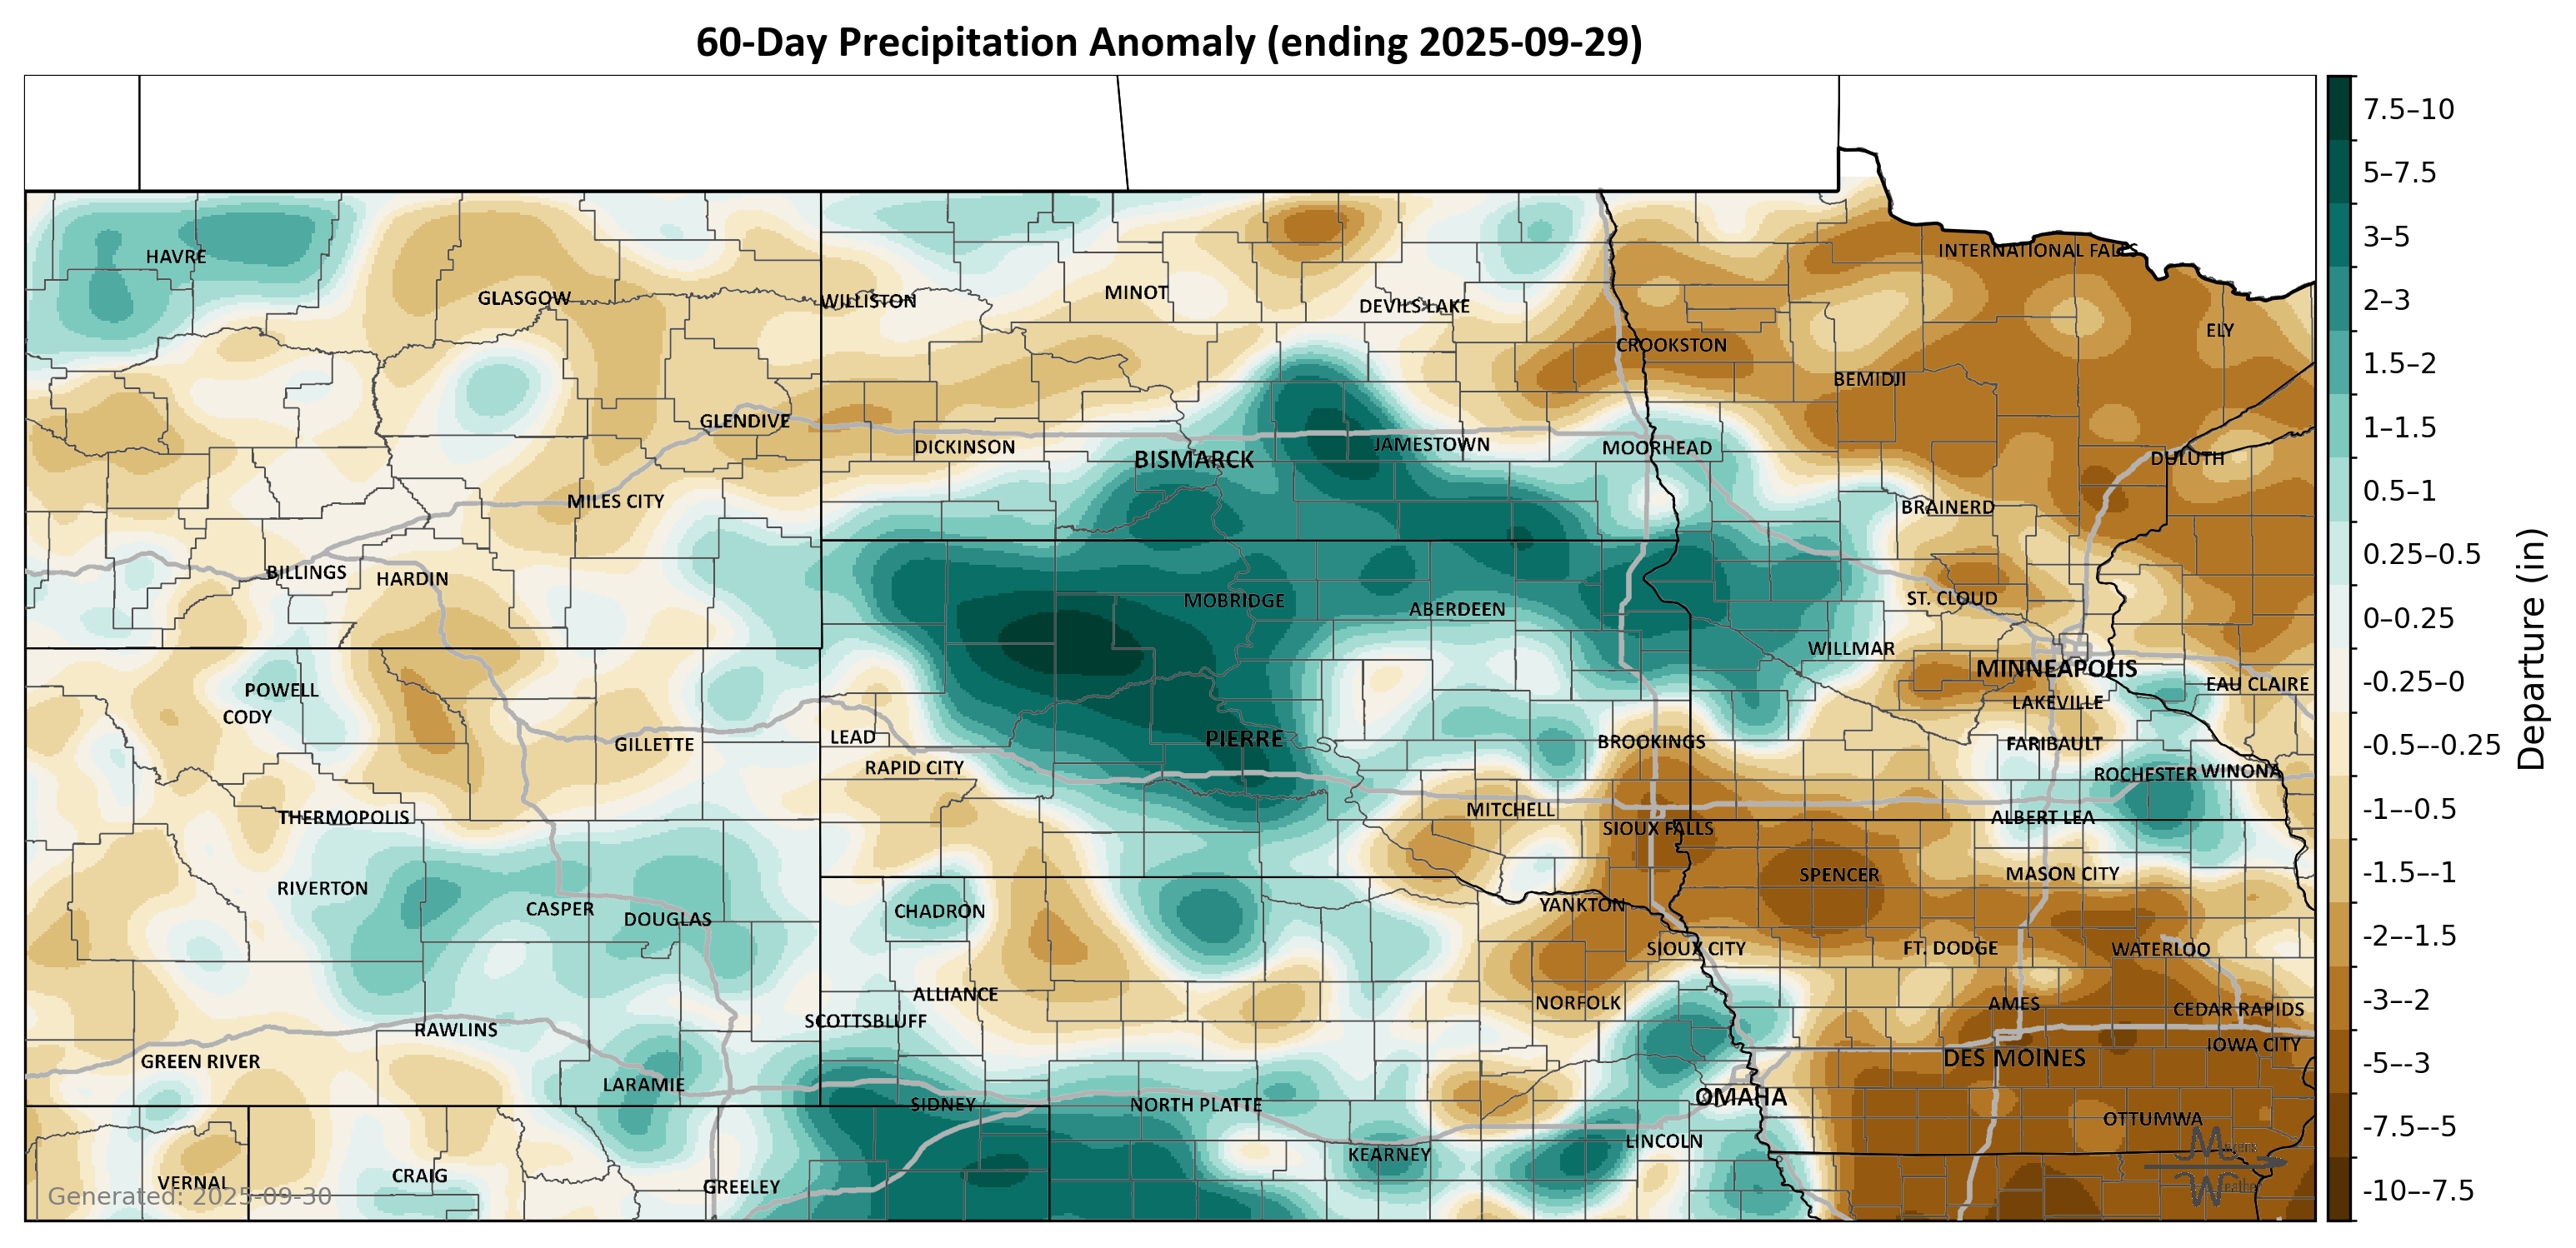 60-Day Precipitation Anomaly (ending 2025-09-29)
7.5–10
5–7.5
3–5
2–3
1.5–2
1–1.5
0.5–1
0.25–0.5
0–0.25
-0.25–0
-0.5–-0.25
-1–-0.5
-1.5–-1
-2–-1.5
-3–-2
-5–-3
-7.5–-5
-10–-7.5
Departure (in)
INTERNATIONAL FALLS
HAVRE
GLASGOW
WILLISTON
MINOT
DEVILS LAKE
ELY
CROOKSTON
BEMIDJI
GLENDIVE
DICKINSON
BISMARCK
JAMESTOWN
MOORHEAD
DULUTH
MILES CITY
BRAINERD
BILLINGS
HARDIN
MOBRIDGE
ABERDEEN
ST. CLOUD
WILLMAR
MINNEAPOLIS
POWELL
EAU CLAIRE
CODY
LAKEVILLE
GILLETTE
LEAD
PIERRE
BROOKINGS
FARIBAULT
RAPID CITY
ROCHESTER
WINONA
THERMOPOLIS
MITCHELL
ALBERT LEA
SIOUX FALLS
RIVERTON
SPENCER
MASON CITY
CASPER
DOUGLAS
CHADRON
YANKTON
SIOUX CITY
FT. DODGE
WATERLOO
ALLIANCE
NORFOLK
AMES
CEDAR RAPIDS
SCOTTSBLUFF
RAWLINS
IOWA CITY
GREEN RIVER
DES MOINES
LARAMIE
SIDNEY
NORTH PLATTE
OMAHA
OTTUMWA
LINCOLN
KEARNEY
VERNAL
CRAIG
GREELEY
Generated: 2025-09-30